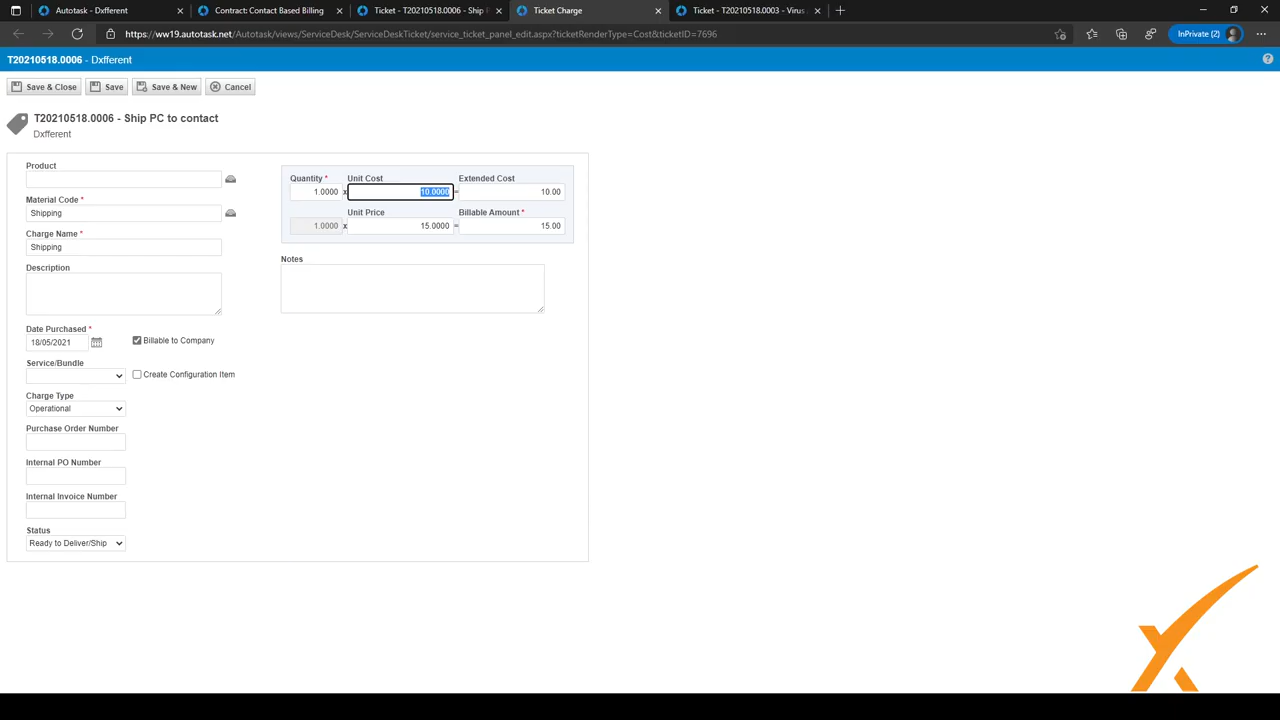 Autotask - Dxfferent
Contract: Contact Based Billing
Ticket - T20210518.0006 - Ship
Ticket Charge
Ticket - T20210518.0003 - Virus
https://ww19.autotask.net/Autotask/views/ServiceDesk/ServiceDeskTicket/service_ticket_panel_edit.aspx?ticketRenderType=Cost&ticketID=7696
InPrivate (2)
T20210518.0006 - Dxfferent
Save & Close
Save
Save & New
Cancel
T20210518.0006 - Ship PC to contact
Dxfferent
Product
Material Code *
Shipping
Charge Name *
Shipping
Description
Date Purchased *
18/05/2021
Billable to Company
Service/Bundle
Create Configuration Item
Charge Type
Operational
Purchase Order Number
Internal PO Number
Internal Invoice Number
Status
Ready to Deliver/Ship
Quantity * Unit Cost Extended Cost
1.0000 x 10.0000 = 10.00
Unit Price Billable Amount *
1.0000 x 15.0000 = 15.00
Notes